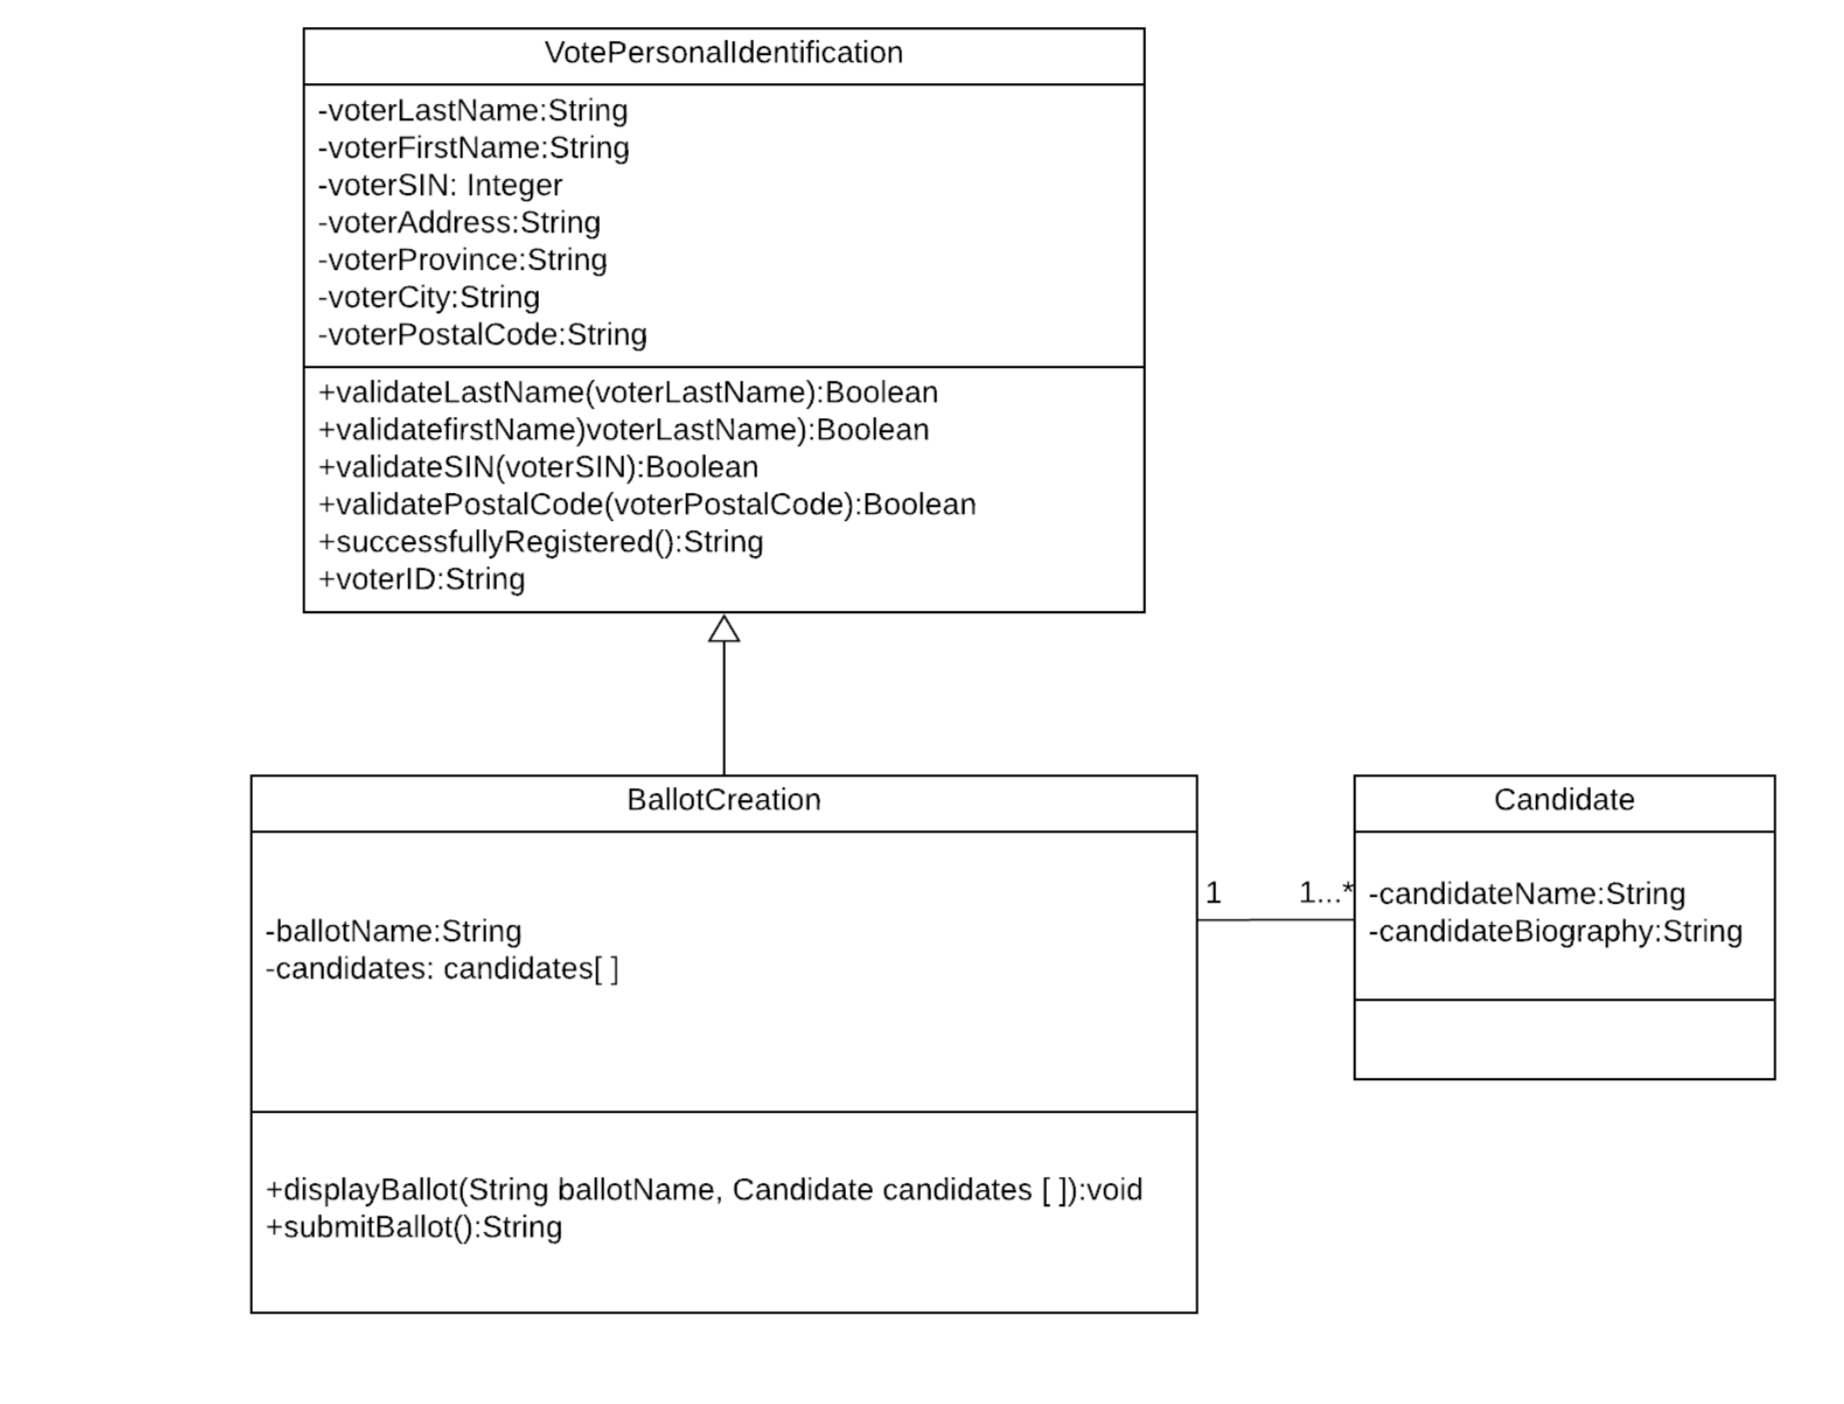 VotePersonalIdentification
-voterLastName:String
-voterFirstName:String
-voterSIN: Integer
-voterAddress:String
-voterProvince:String
-voterCity:String
-voterPostalCode:String
+validateLastName(voterLastName):Boolean
+validatefirstName)voterLastName):Boolean
+validateSIN(voterSIN):Boolean
+validatePostalCode(voterPostalCode):Boolean
+successfullyRegistered():String
+voterID:String
BallotCreation
-ballotName:String
-candidates: candidates[ ]
+displayBallot(String ballotName, Candidate candidates [ ]):void
+submitBallot():String
1 1...*
Candidate
-candidateName:String
-candidateBiography:String